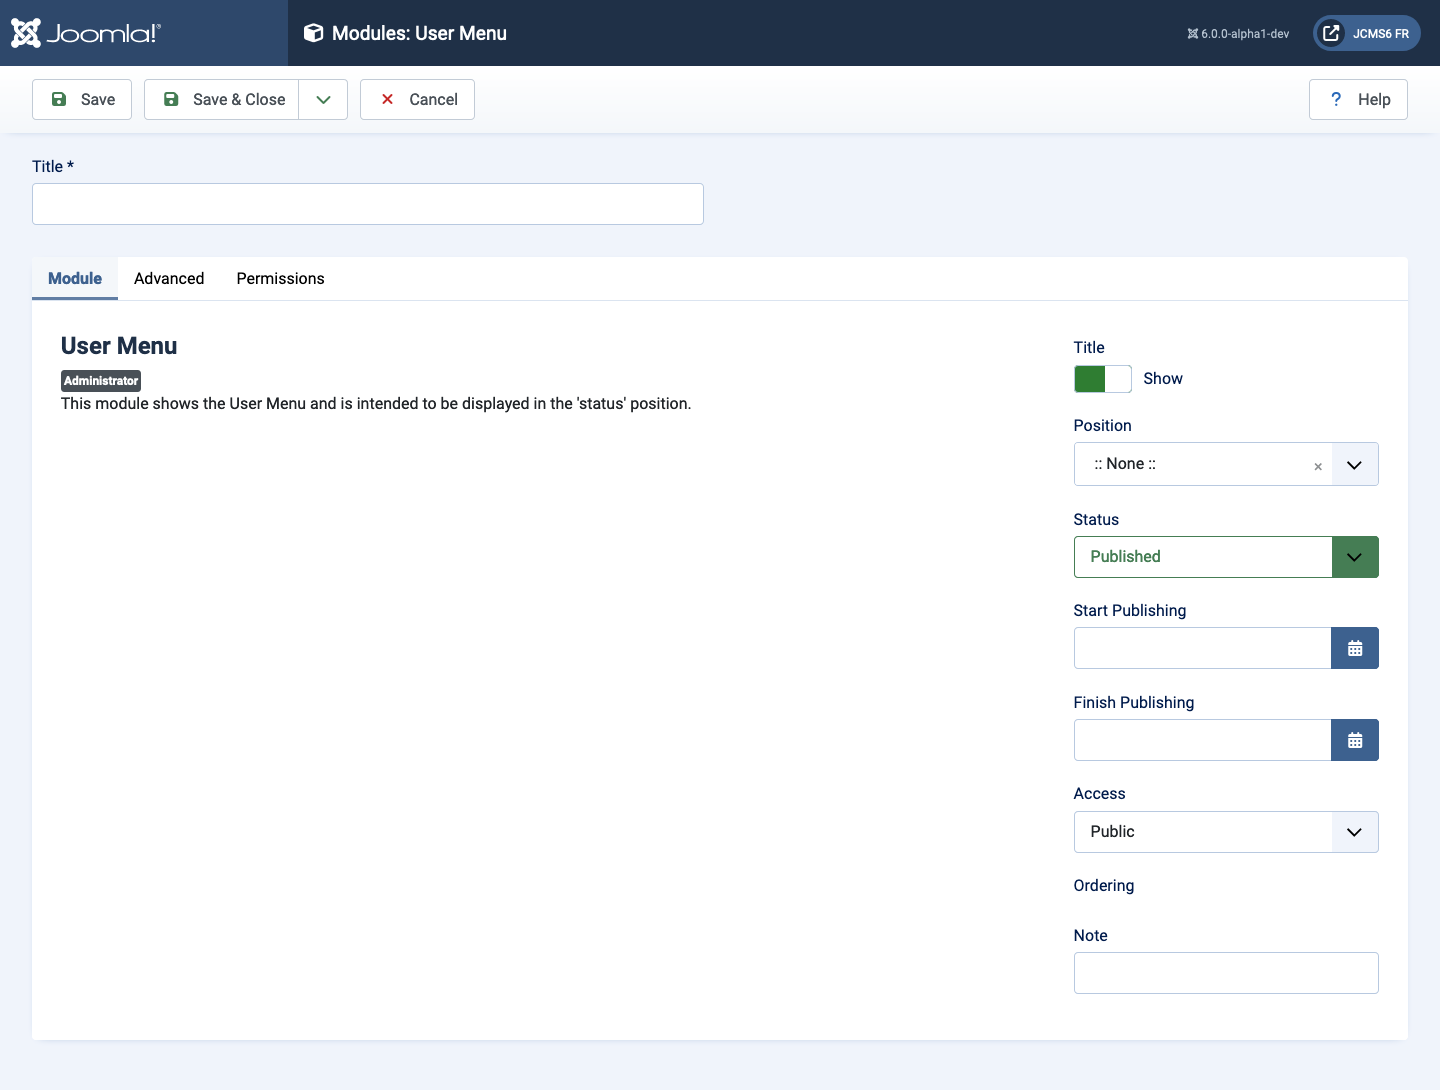 Joomla!®
Modules: User Menu
6.0.0-alpha1-dev
JCMS6 FR
Save
Save & Close
Cancel
? Help
Title *
Module
Advanced
Permissions
User Menu
Administrator
This module shows the User Menu and is intended to be displayed in the 'status' position.
Title
Show
Position
:: None ::
×
Status
Published
Start Publishing
Finish Publishing
Access
Public
Ordering
Note